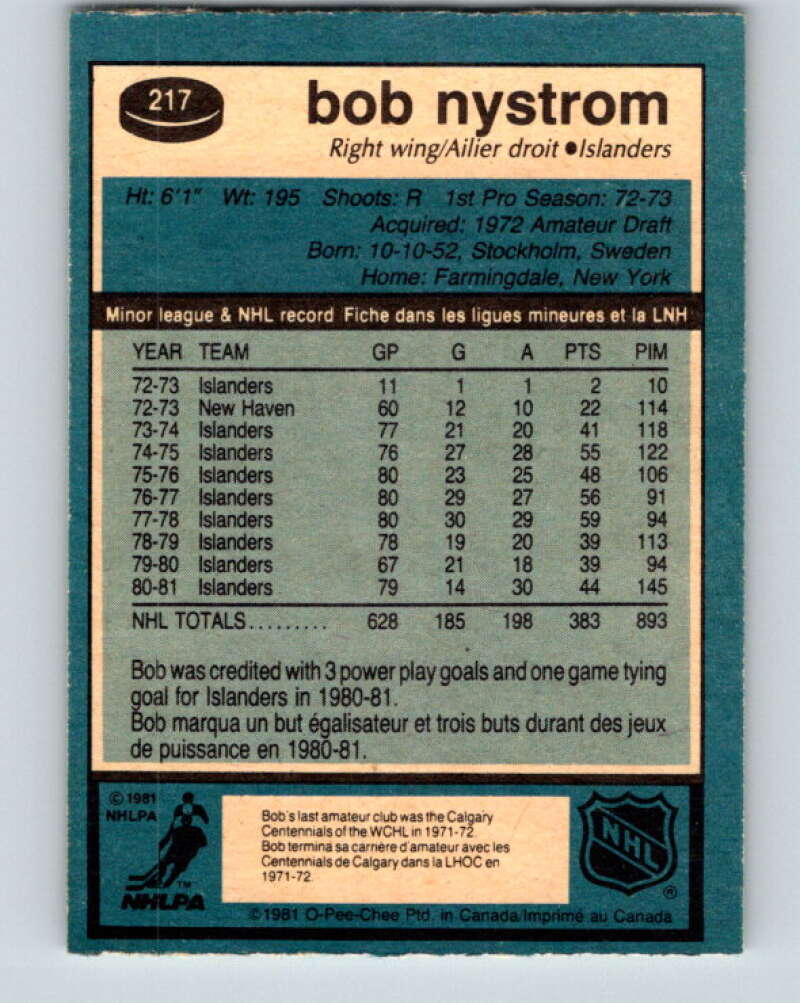 217
bob nystrom
Right wing/Ailier droit ●Islanders
Ht: 6'1" Wt: 195 Shoots: R 1st Pro Season: 72-73
Acquired: 1972 Amateur Draft
Born: 10-10-52, Stockholm, Sweden
Home: Farmingdale, New York
Minor league & NHL record Fiche dans les ligues mineures et la LNH
YEAR TEAM GP G A PTS PIM
72-73 Islanders 11 1 1 2 10
72-73 New Haven 60 12 10 22 114
73-74 Islanders 77 21 20 41 118
74-75 Islanders 76 27 28 55 122
75-76 Islanders 80 23 25 48 106
76-77 Islanders 80 29 27 56 91
77-78 Islanders 80 30 29 59 94
78-79 Islanders 78 19 20 39 113
79-80 Islanders 67 21 18 39 94
80-81 Islanders 79 14 30 44 145
NHL TOTALS......... 628 185 198 383 893
Bob was credited with 3 power play goals and one game tying
goal for Islanders in 1980-81.
Bob marqua un but égalisateur et trois buts durant des jeux
de puissance en 1980-81.
© 1981
NHLPA
TM
NHLPA
Bob's last amateur club was the Calgary
Centennials of the WCHL in 1971-72.
Bob termina sa carrière d'amateur avec les
Centennials de Calgary dans la LHOC en
1971-72.
NHL
®
©1981 O-Pee-Chee Ptd. in Canada/Imprimé au Canada